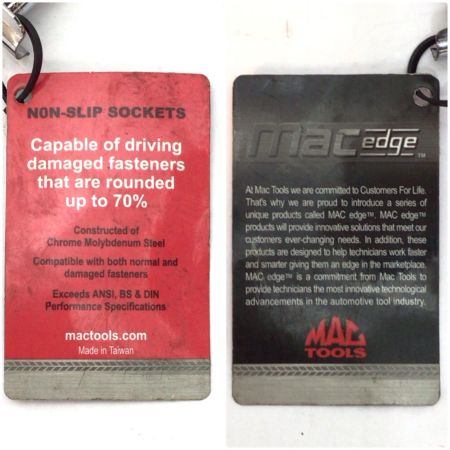 NON-SLIP SOCKETS
Capable of driving
damaged fasteners
that are rounded
up to 70%
Constructed of
Chrome Molybdenum Steel
Compatible with both normal and
damaged fasteners
Exceeds ANSI, BS & DIN
Performance Specifications
mactools.com
Made in Taiwan
mac edge™
At Mac Tools we are committed to Customers For Life.
That's why we are proud to introduce a series of
unique products called MAC edge™. MAC edge™
products will provide innovative solutions that meet our
customers ever-changing needs. In addition, these
products are designed to help technicians work faster
and smarter giving them an edge in the marketplace.
MAC edge™ is a commitment from Mac Tools to
provide technicians the most innovative technological
advancements in the automotive tool industry.
MAC
TOOLS